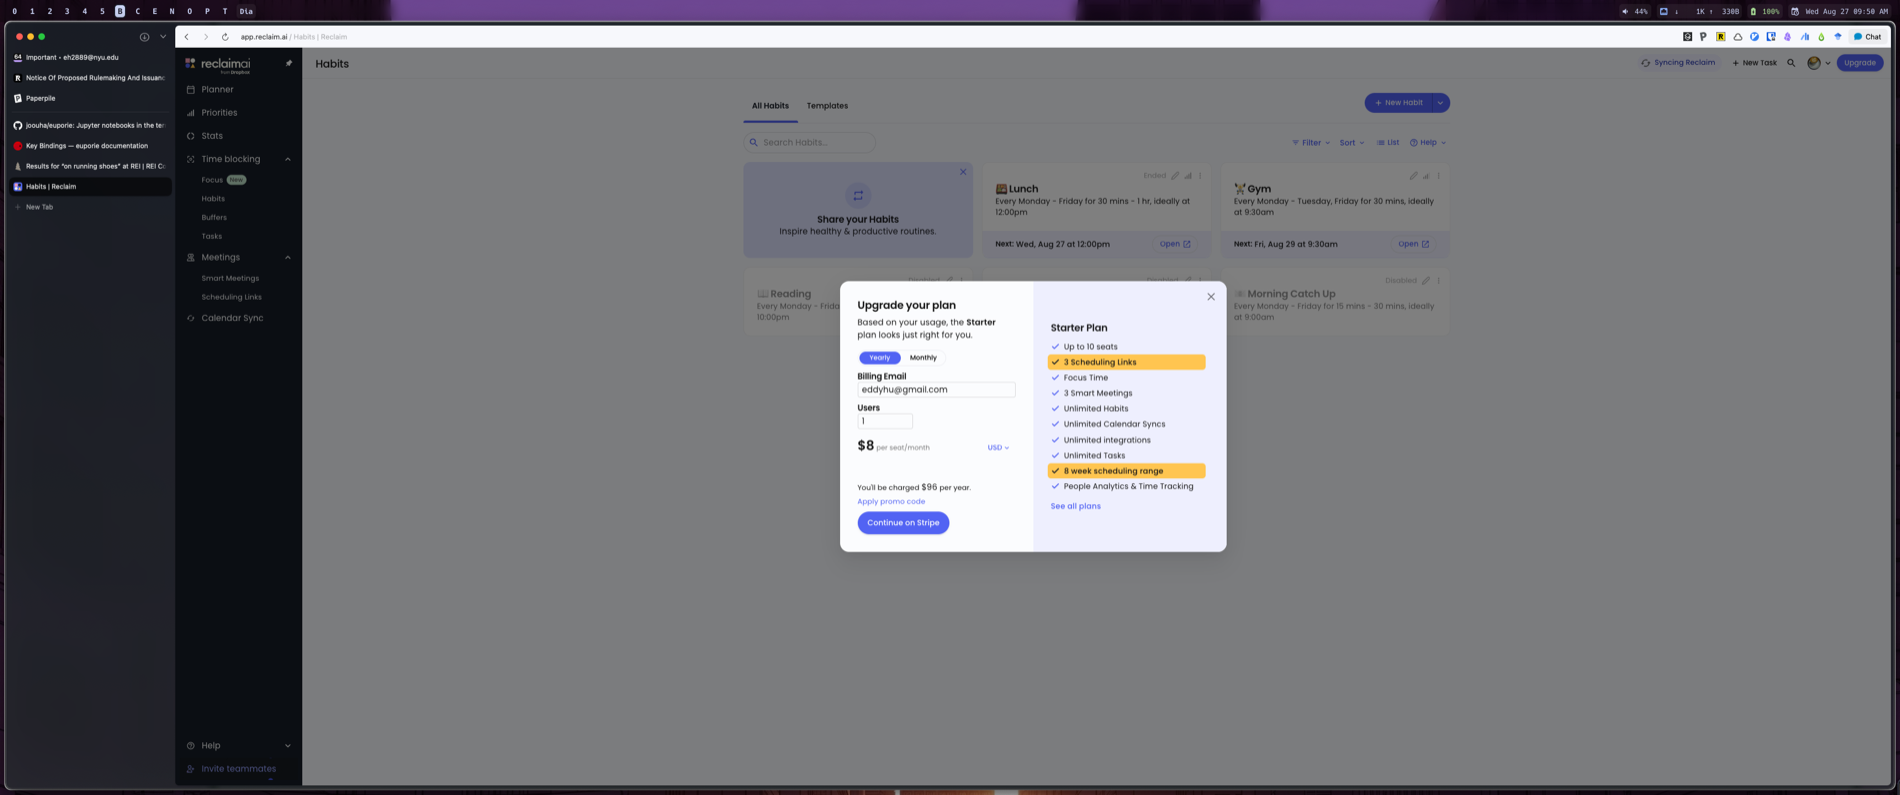 0 1 2 3 4 5 B C E N O P T Dia
44% ↓ 1K ↑ 330B 100% Wed Aug 27 09:50 AM
Important • eh2889@nyu.edu
Notice Of Proposed Rulemaking And Issuanc
Paperpile
joouha/euporie: Jupyter notebooks in the ter
Key Bindings — euporie documentation
Results for "on running shoes" at REI | REI Co
Habits | Reclaim
+ New Tab
app.reclaim.ai / Habits | Reclaim
Chat
reclaimai
from Dropbox
Planner
Priorities
Stats
Time blocking
Focus New
Habits
Buffers
Tasks
Meetings
Smart Meetings
Scheduling Links
Calendar Sync
Help
Invite teammates
Habits
Syncing Reclaim
+ New Task
Upgrade
All Habits
Templates
+ New Habit
Search Habits...
Filter
Sort
List
Help
Share your Habits
Inspire healthy & productive routines.
Ended
Lunch
Every Monday - Friday for 30 mins - 1 hr, ideally at
12:00pm
Next: Wed, Aug 27 at 12:00pm
Open
Gym
Every Monday - Tuesday, Friday for 30 mins, ideally
at 9:30am
Next: Fri, Aug 29 at 9:30am
Open
Disabled
Reading
Every Monday - Frida
10:00pm
Disabled
Disabled
Morning Catch Up
Every Monday - Friday for 15 mins - 30 mins, ideally
at 9:00am
Upgrade your plan
Based on your usage, the Starter
plan looks just right for you.
Yearly
Monthly
Billing Email
eddyhu@gmail.com
Users
1
$8 per seat/month
USD
You'll be charged $96 per year.
Apply promo code
Continue on Stripe
Starter Plan
Up to 10 seats
3 Scheduling Links
Focus Time
3 Smart Meetings
Unlimited Habits
Unlimited Calendar Syncs
Unlimited integrations
Unlimited Tasks
8 week scheduling range
People Analytics & Time Tracking
See all plans